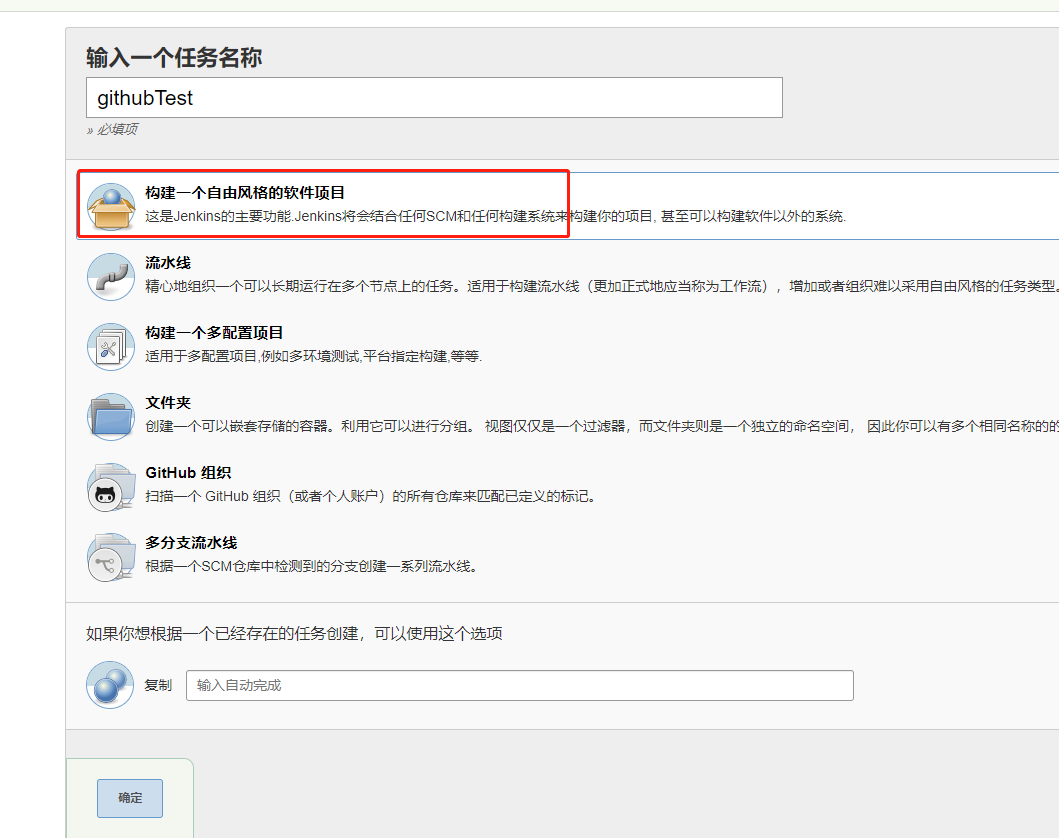 输入一个任务名称
githubTest
» 必填项
构建一个自由风格的软件项目
这是Jenkins的主要功能.Jenkins将会结合任何SCM和任何构建系统来构建你的项目, 甚至可以构建软件以外的系统.
流水线
精心地组织一个可以长期运行在多个节点上的任务。适用于构建流水线（更加正式地应当称为工作流），增加或者组织难以采用自由风格的任务类型。
构建一个多配置项目
适用于多配置项目,例如多环境测试,平台指定构建,等等.
文件夹
创建一个可以嵌套存储的容器。利用它可以进行分组。 视图仅仅是一个过滤器，而文件夹则是一个独立的命名空间， 因此你可以有多个相同名称的的
GitHub 组织
扫描一个 GitHub 组织（或者个人账户）的所有仓库来匹配已定义的标记。
多分支流水线
根据一个SCM仓库中检测到的分支创建一系列流水线。
如果你想根据一个已经存在的任务创建，可以使用这个选项
复制
输入自动完成
确定